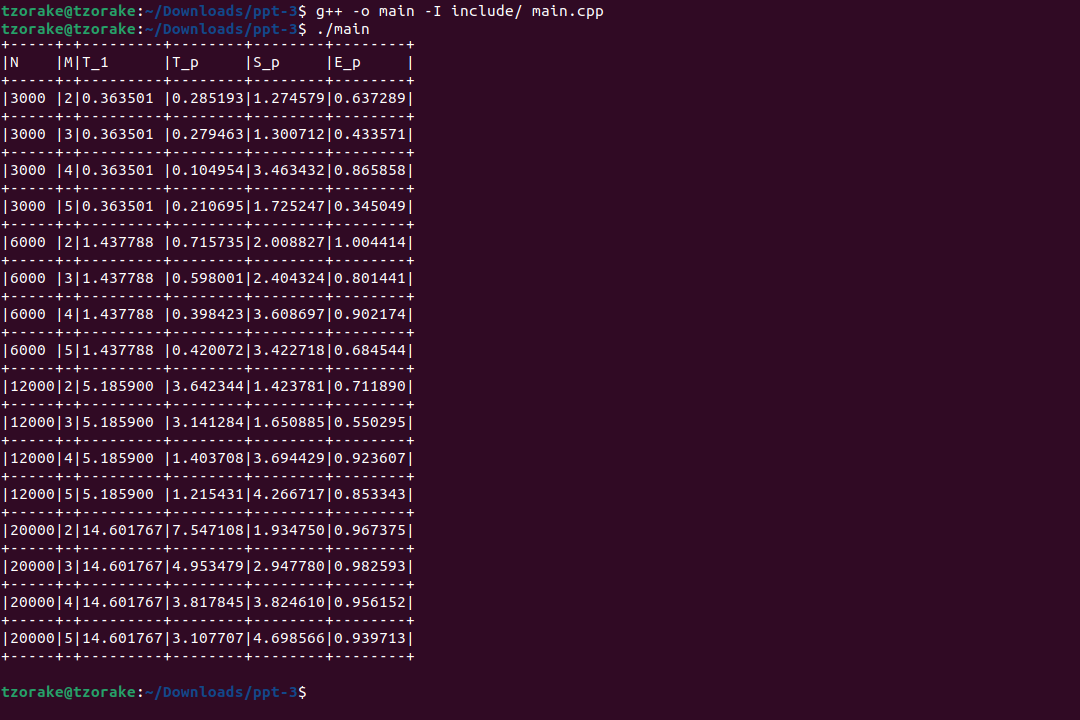 tzorake@tzorake:~/Downloads/ppt-3$ g++ -o main -I include/ main.cpp
tzorake@tzorake:~/Downloads/ppt-3$ ./main
+-----+-+---------+--------+--------+--------+
|N    |M|T_1      |T_p     |S_p     |E_p     |
+-----+-+---------+--------+--------+--------+
|3000 |2|0.363501 |0.285193|1.274579|0.637289|
+-----+-+---------+--------+--------+--------+
|3000 |3|0.363501 |0.279463|1.300712|0.433571|
+-----+-+---------+--------+--------+--------+
|3000 |4|0.363501 |0.104954|3.463432|0.865858|
+-----+-+---------+--------+--------+--------+
|3000 |5|0.363501 |0.210695|1.725247|0.345049|
+-----+-+---------+--------+--------+--------+
|6000 |2|1.437788 |0.715735|2.008827|1.004414|
+-----+-+---------+--------+--------+--------+
|6000 |3|1.437788 |0.598001|2.404324|0.801441|
+-----+-+---------+--------+--------+--------+
|6000 |4|1.437788 |0.398423|3.608697|0.902174|
+-----+-+---------+--------+--------+--------+
|6000 |5|1.437788 |0.420072|3.422718|0.684544|
+-----+-+---------+--------+--------+--------+
|12000|2|5.185900 |3.642344|1.423781|0.711890|
+-----+-+---------+--------+--------+--------+
|12000|3|5.185900 |3.141284|1.650885|0.550295|
+-----+-+---------+--------+--------+--------+
|12000|4|5.185900 |1.403708|3.694429|0.923607|
+-----+-+---------+--------+--------+--------+
|12000|5|5.185900 |1.215431|4.266717|0.853343|
+-----+-+---------+--------+--------+--------+
|20000|2|14.601767|7.547108|1.934750|0.967375|
+-----+-+---------+--------+--------+--------+
|20000|3|14.601767|4.953479|2.947780|0.982593|
+-----+-+---------+--------+--------+--------+
|20000|4|14.601767|3.817845|3.824610|0.956152|
+-----+-+---------+--------+--------+--------+
|20000|5|14.601767|3.107707|4.698566|0.939713|
+-----+-+---------+--------+--------+--------+
tzorake@tzorake:~/Downloads/ppt-3$